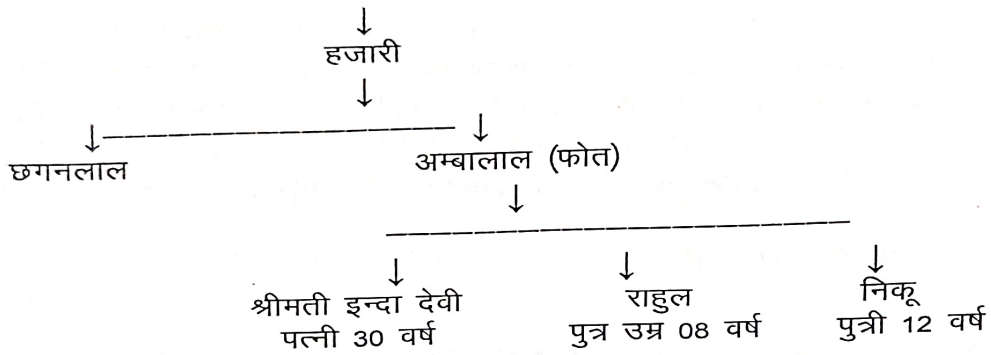 हजारी
छगनलाल
अम्बालाल (फोत)
श्रीमती इन्दा देवी
पत्नी 30 वर्ष
राहुल
पुत्र उम्र 08 वर्ष
निकू
पुत्री 12 वर्ष